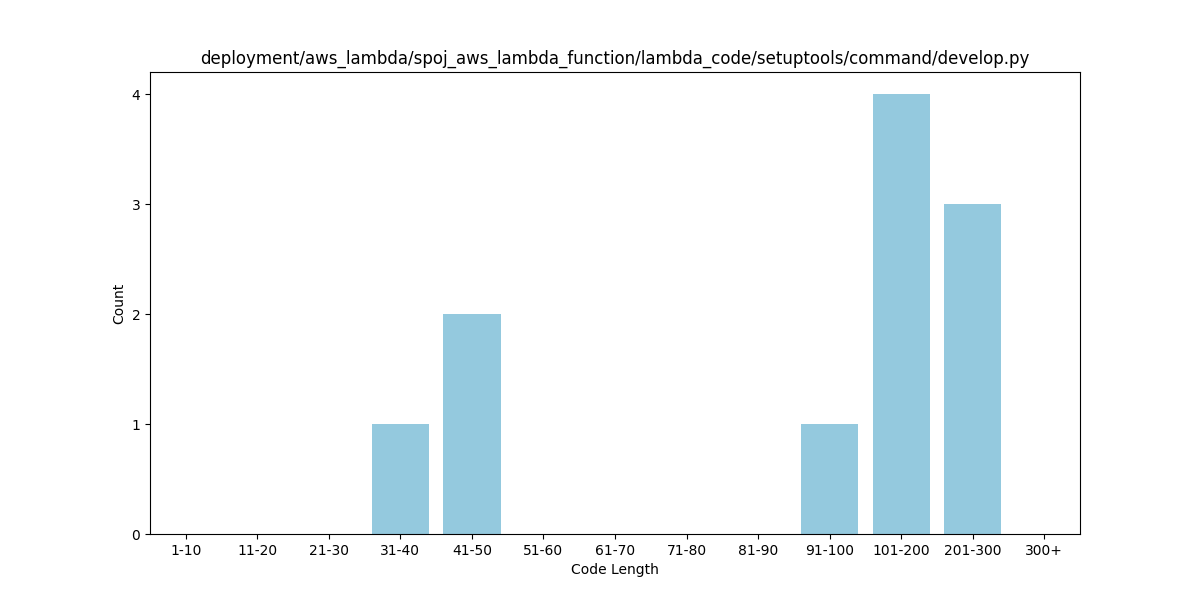 deployment/aws_lambda/spoj_aws_lambda_function/lambda_code/setuptools/command/develop.py
4
3
2
1
0
Count
1-10 11-20 21-30 31-40 41-50 51-60 61-70 71-80 81-90 91-100 101-200 201-300 300+
Code Length